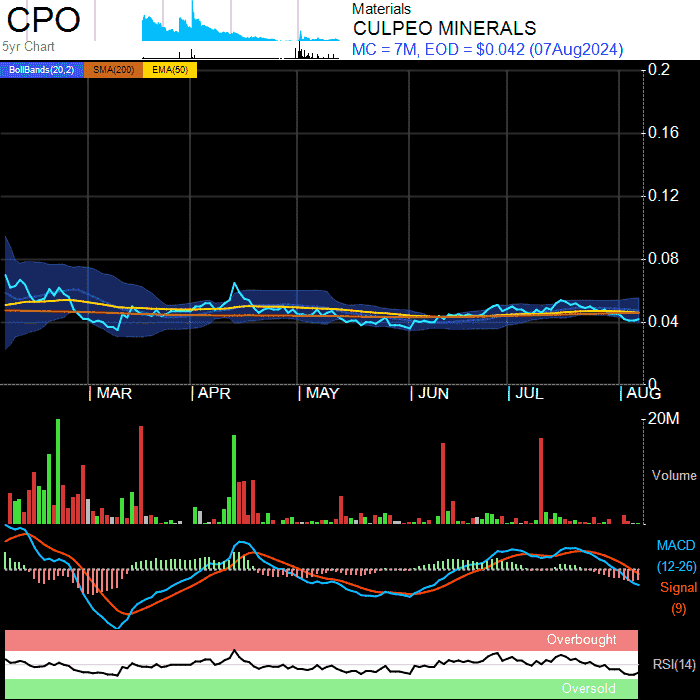 CPO
5yr Chart
Materials
CULPEO MINERALS
MC = 7M, EOD = $0.042 (07Aug2024)
BollBands(20,2) SMA(200) EMA(50)
0.2
0.16
0.12
0.08
0.04
0
MAR APR MAY JUN JUL AUG
20M
Volume
MACD
(12-26)
Signal
(9)
Overbought
RSI(14)
Oversold